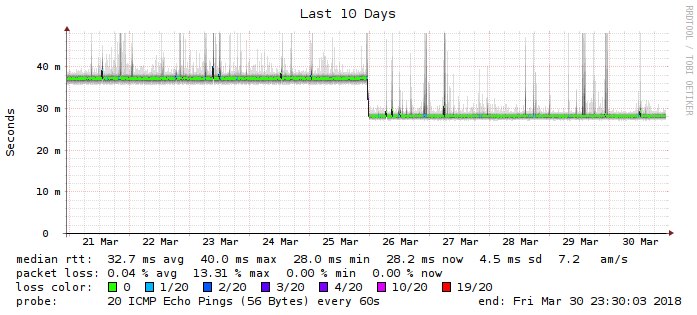 Last 10 Days
RRDTOOL / TOBI OETIKER
Seconds
40 m
30 m
20 m
10 m
0
21 Mar 22 Mar 23 Mar 24 Mar 25 Mar 26 Mar 27 Mar 28 Mar 29 Mar 30 Mar
median rtt: 32.7 ms avg 40.0 ms max 28.0 ms min 28.2 ms now 4.5 ms sd 7.2 am/s
packet loss: 0.04 % avg 13.31 % max 0.00 % min 0.00 % now
loss color: 0 1/20 2/20 3/20 4/20 10/20 19/20
probe: 20 ICMP Echo Pings (56 Bytes) every 60s end: Fri Mar 30 23:30:03 2018